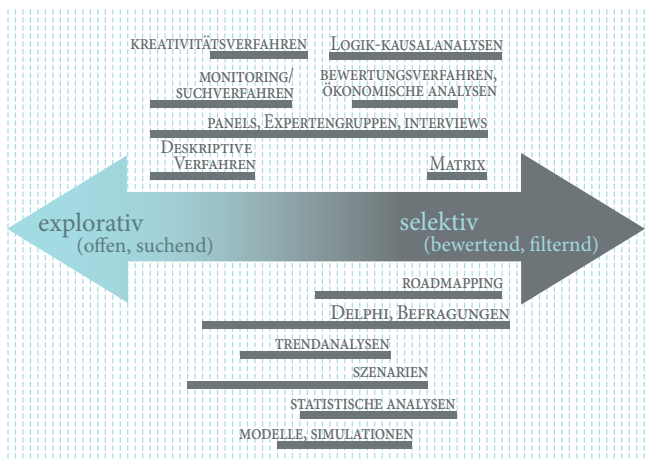 KREATIVITÄTSVERFAHREN
LOGIK-KAUSALANALYSEN
MONITORING/
SUCHVERFAHREN
BEWERTUNGSVERFAHREN,
ÖKONOMISCHE ANALYSEN
PANELS, EXPERTENGRUPPEN, INTERVIEWS
DESKRIPTIVE
VERFAHREN
MATRIX
explorativ
(offen, suchend)
selektiv
(bewertend, filternd)
ROADMAPPING
DELPHI, BEFRAGUNGEN
TRENDANALYSEN
SZENARIEN
STATISTISCHE ANALYSEN
MODELLE, SIMULATIONEN